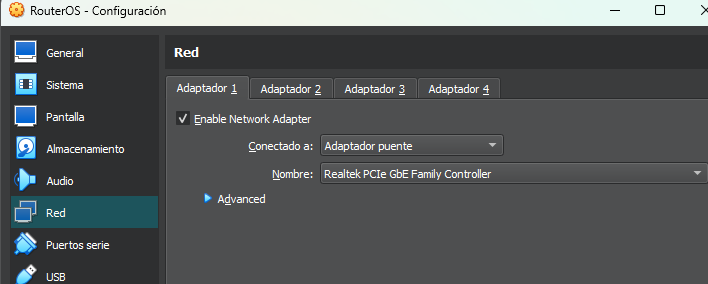 RouterOS - Configuración
General
Sistema
Pantalla
Almacenamiento
Audio
Red
Puertos serie
USB
Red
Adaptador 1 Adaptador 2 Adaptador 3 Adaptador 4
Enable Network Adapter
Conectado a: Adaptador puente
Nombre: Realtek PCIe GbE Family Controller
Advanced